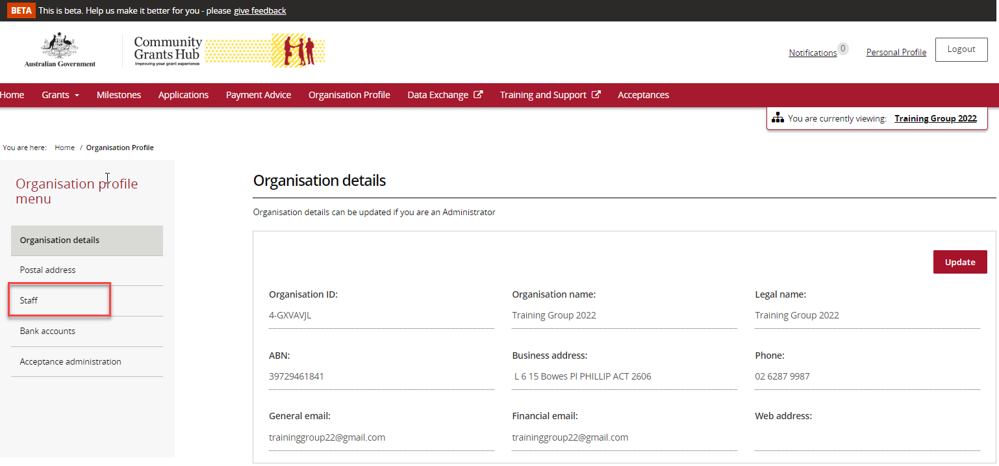 BETA This is beta. Help us make it better for you - please give feedback
Australian Government
Community
Grants Hub
Improving your grant experience
Notifications 0 Personal Profile Logout
Home Grants Milestones Applications Payment Advice Organisation Profile Data Exchange Training and Support Acceptances
You are currently viewing: Training Group 2022
You are here: Home / Organisation Profile
Organisation profile
menu
Organisation details
Postal address
Staff
Bank accounts
Acceptance administration
Organisation details
Organisation details can be updated if you are an Administrator
Update
Organisation ID: Organisation name: Legal name:
4-GXVAVJL Training Group 2022 Training Group 2022
ABN: Business address: Phone:
39729461841 L 6 15 Bowes Pl PHILLIP ACT 2606 02 6287 9987
General email: Financial email: Web address:
traininggroup22@gmail.com traininggroup22@gmail.com